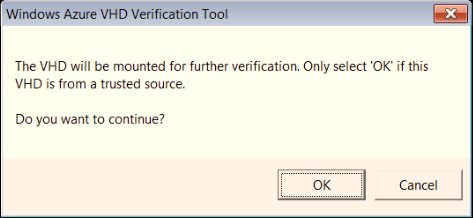 Windows Azure VHD Verification Tool
The VHD will be mounted for further verification. Only select 'OK' if this
VHD is from a trusted source.
Do you want to continue?
OK
Cancel